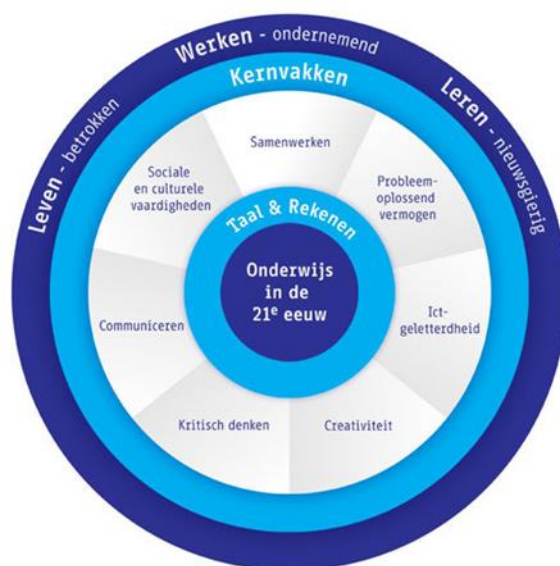 Leven - betrokken
Werken - ondernemend
Leren - nieuwsgierig
Kernvakken
Samenwerken
Probleem-
oplossend
vermogen
Ict-
geletterdheid
Creativiteit
Kritisch denken
Communiceren
Sociale
en culturele
vaardigheden
Taal & Rekenen
Onderwijs
in de
21e eeuw